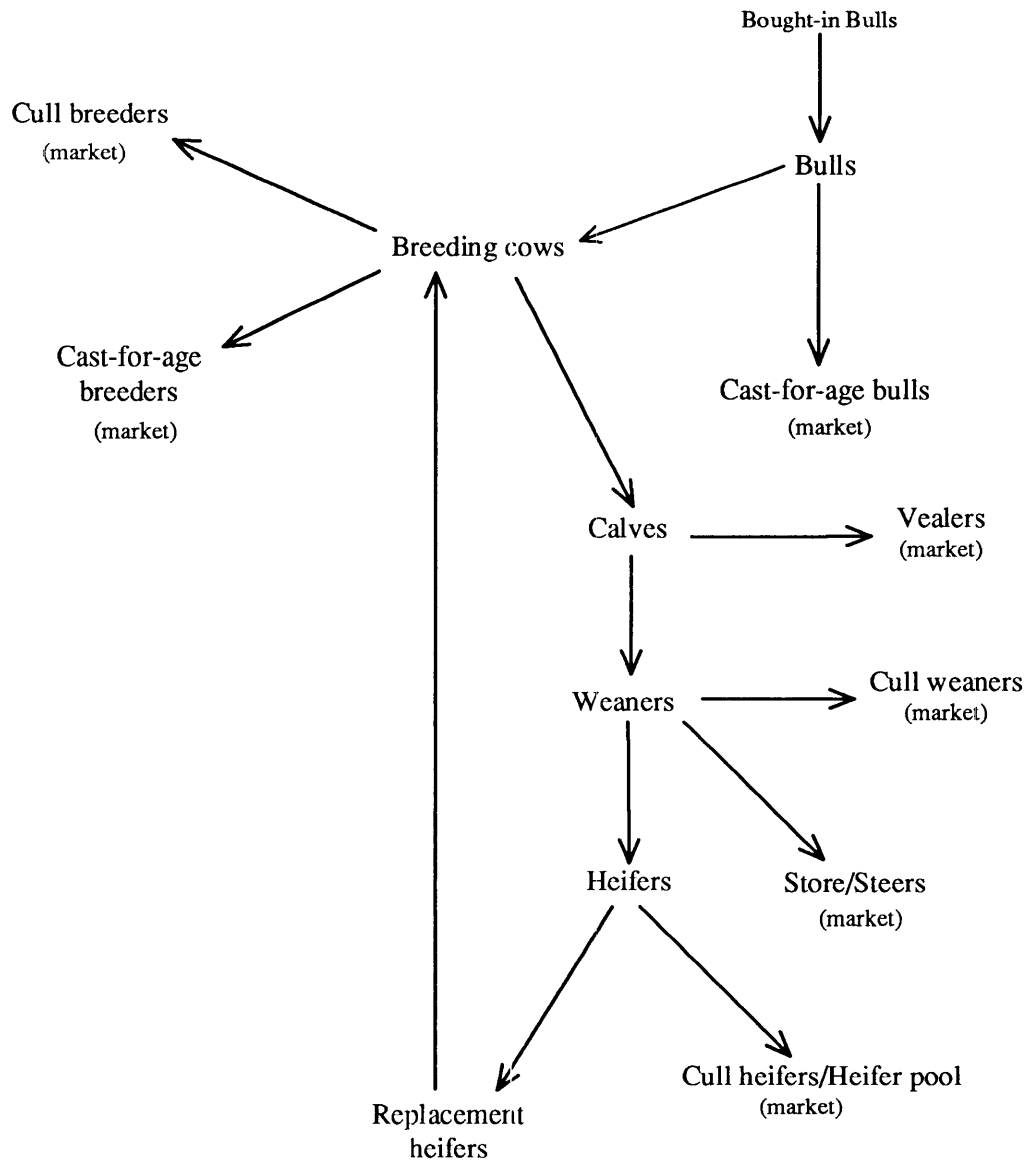 Bought-in Bulls
Cull breeders
(market)
Bulls
Breeding cows
Cast-for-age
breeders
(market)
Cast-for-age bulls
(market)
Calves
Vealers
(market)
Weaners
Cull weaners
(market)
Heifers
Store/Steers
(market)
Cull heifers/Heifer pool
(market)
Replacement
heifers